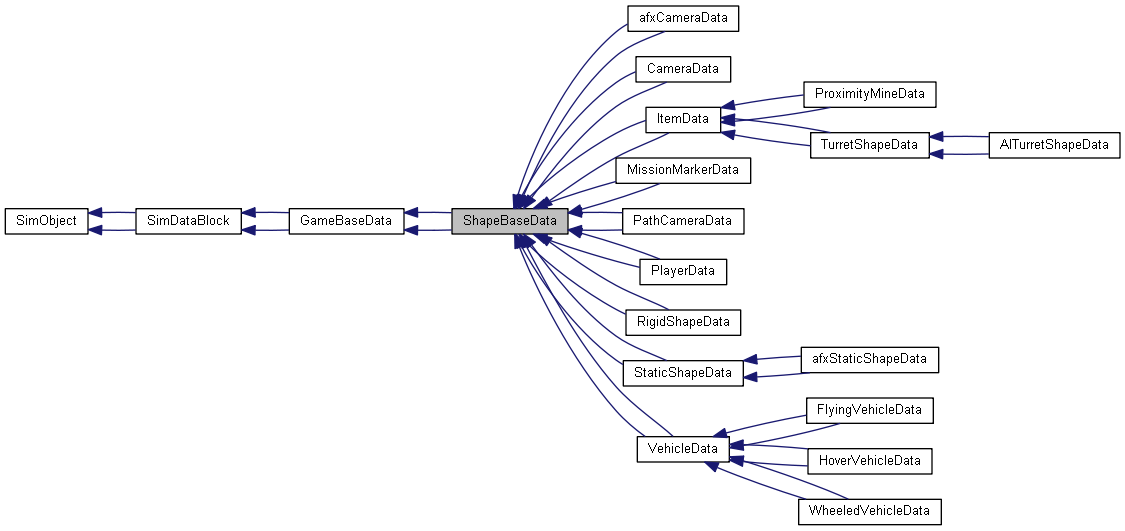 afxCameraData
CameraData
ProximityMineData
ItemData
TurretShapeData
AITurretShapeData
MissionMarkerData
SimObject
SimDataBlock
GameBaseData
ShapeBaseData
PathCameraData
PlayerData
RigidShapeData
StaticShapeData
afxStaticShapeData
FlyingVehicleData
VehicleData
HoverVehicleData
WheeledVehicleData